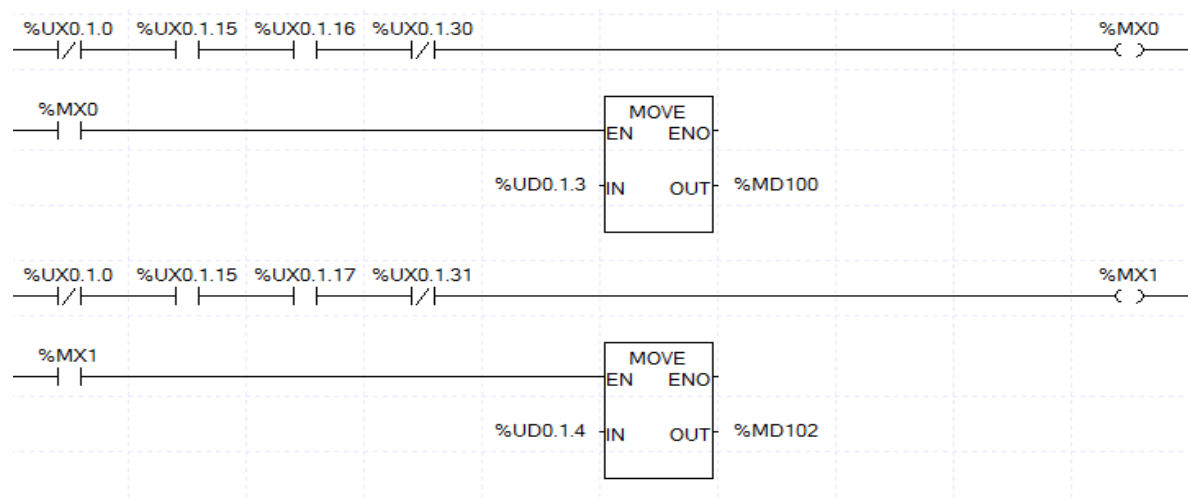 %UX0.1.0 %UX0.1.15 %UX0.1.16 %UX0.1.30 %MX0
%MX0
MOVE
EN ENO
%UD0.1.3 IN OUT %MD100
%UX0.1.0 %UX0.1.15 %UX0.1.17 %UX0.1.31 %MX1
%MX1
MOVE
EN ENO
%UD0.1.4 IN OUT %MD102